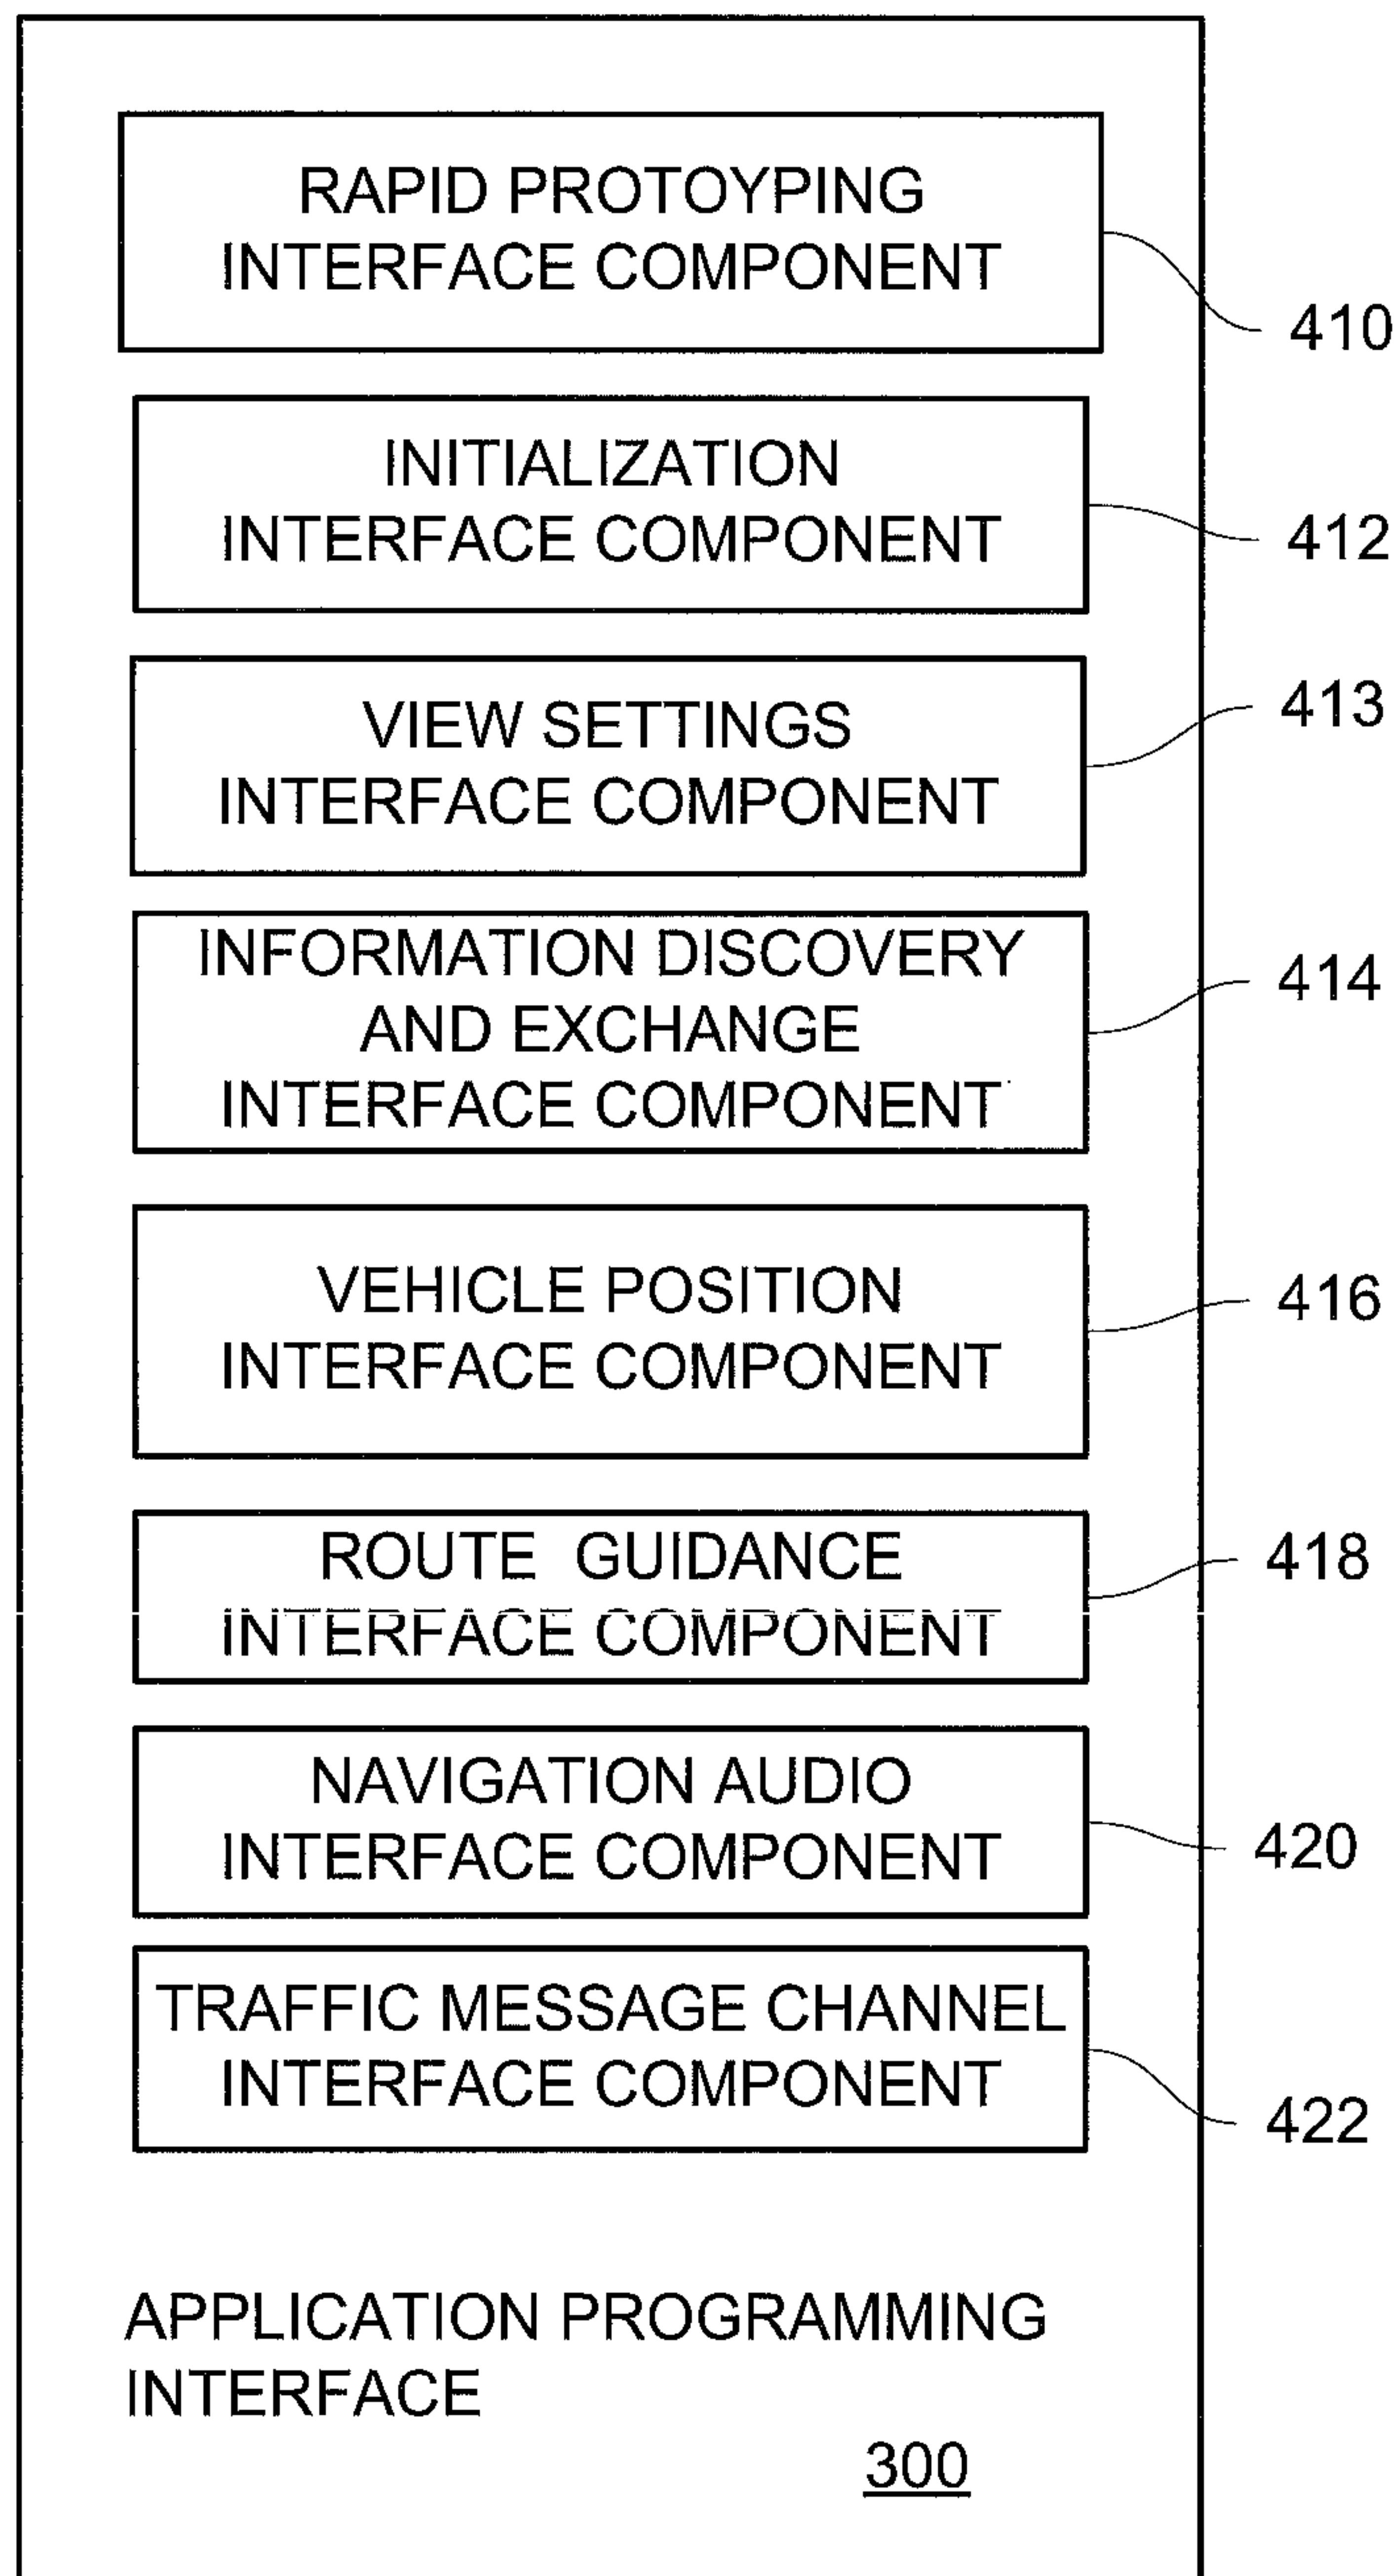 RAPID PROTOYPING
INTERFACE COMPONENT
410
INITIALIZATION
INTERFACE COMPONENT
412
VIEW SETTINGS
INTERFACE COMPONENT
413
INFORMATION DISCOVERY
AND EXCHANGE
INTERFACE COMPONENT
414
VEHICLE POSITION
INTERFACE COMPONENT
416
ROUTE GUIDANCE
INTERFACE COMPONENT
418
NAVIGATION AUDIO
INTERFACE COMPONENT
420
TRAFFIC MESSAGE CHANNEL
INTERFACE COMPONENT
422
APPLICATION PROGRAMMING
INTERFACE
300